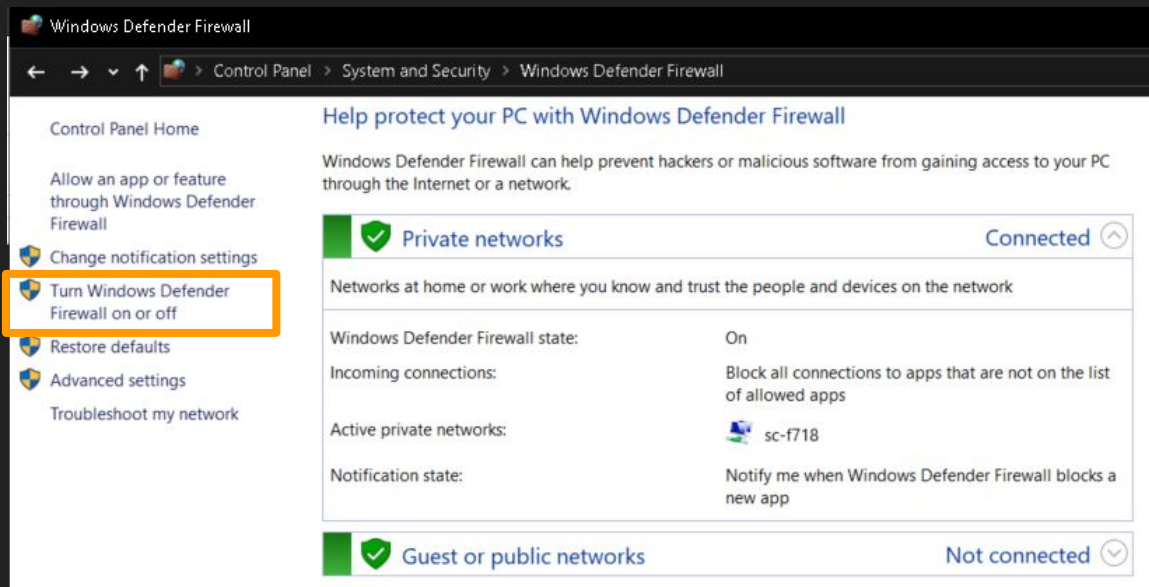 Windows Defender Firewall
Control Panel > System and Security > Windows Defender Firewall
Control Panel Home
Allow an app or feature
through Windows Defender
Firewall
Change notification settings
Turn Windows Defender
Firewall on or off
Restore defaults
Advanced settings
Troubleshoot my network
Help protect your PC with Windows Defender Firewall
Windows Defender Firewall can help prevent hackers or malicious software from gaining access to your PC
through the Internet or a network.
Private networks Connected
Networks at home or work where you know and trust the people and devices on the network
Windows Defender Firewall state: On
Incoming connections: Block all connections to apps that are not on the list
of allowed apps
Active private networks: sc-f718
Notification state: Notify me when Windows Defender Firewall blocks a
new app
Guest or public networks Not connected